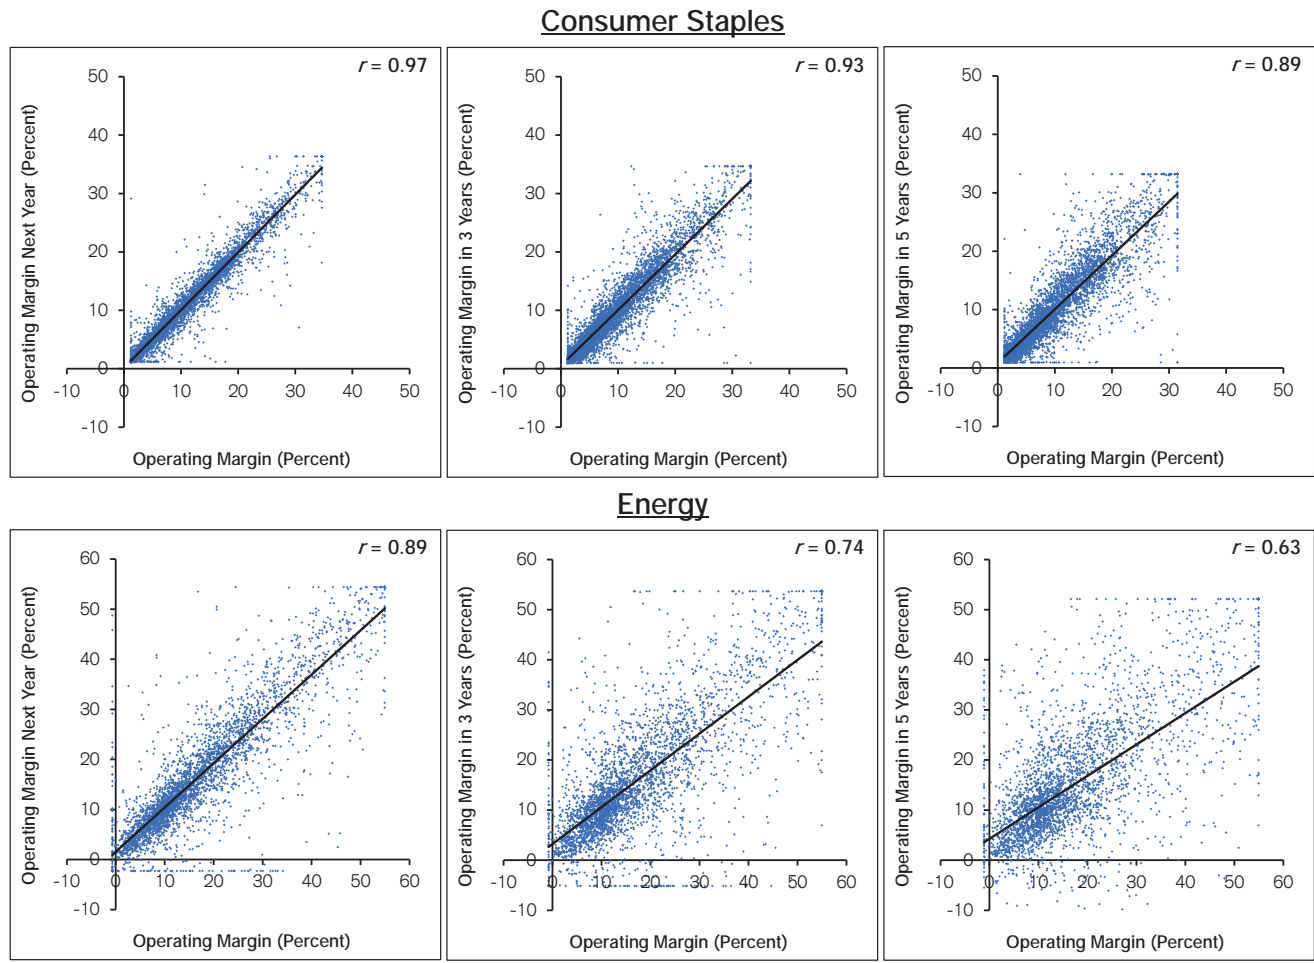 Consumer Staples
r = 0.97
50
40
30
20
10
0
-10
-10 0 10 20 30 40 50
Operating Margin Next Year (Percent)
Operating Margin (Percent)
r = 0.93
50
40
30
20
10
0
-10
-10 0 10 20 30 40 50
Operating Margin in 3 Years (Percent)
Operating Margin (Percent)
r = 0.89
50
40
30
20
10
0
-10
-10 0 10 20 30 40 50
Operating Margin in 5 Years (Percent)
Operating Margin (Percent)
Energy
r = 0.89
60
50
40
30
20
10
0
-10
-10 0 10 20 30 40 50 60
Operating Margin Next Year (Percent)
Operating Margin (Percent)
r = 0.74
60
50
40
30
20
10
0
-10
-10 0 10 20 30 40 50 60
Operating Margin in 3 Years (Percent)
Operating Margin (Percent)
r = 0.63
60
50
40
30
20
10
0
-10
-10 0 10 20 30 40 50 60
Operating Margin in 5 Years (Percent)
Operating Margin (Percent)